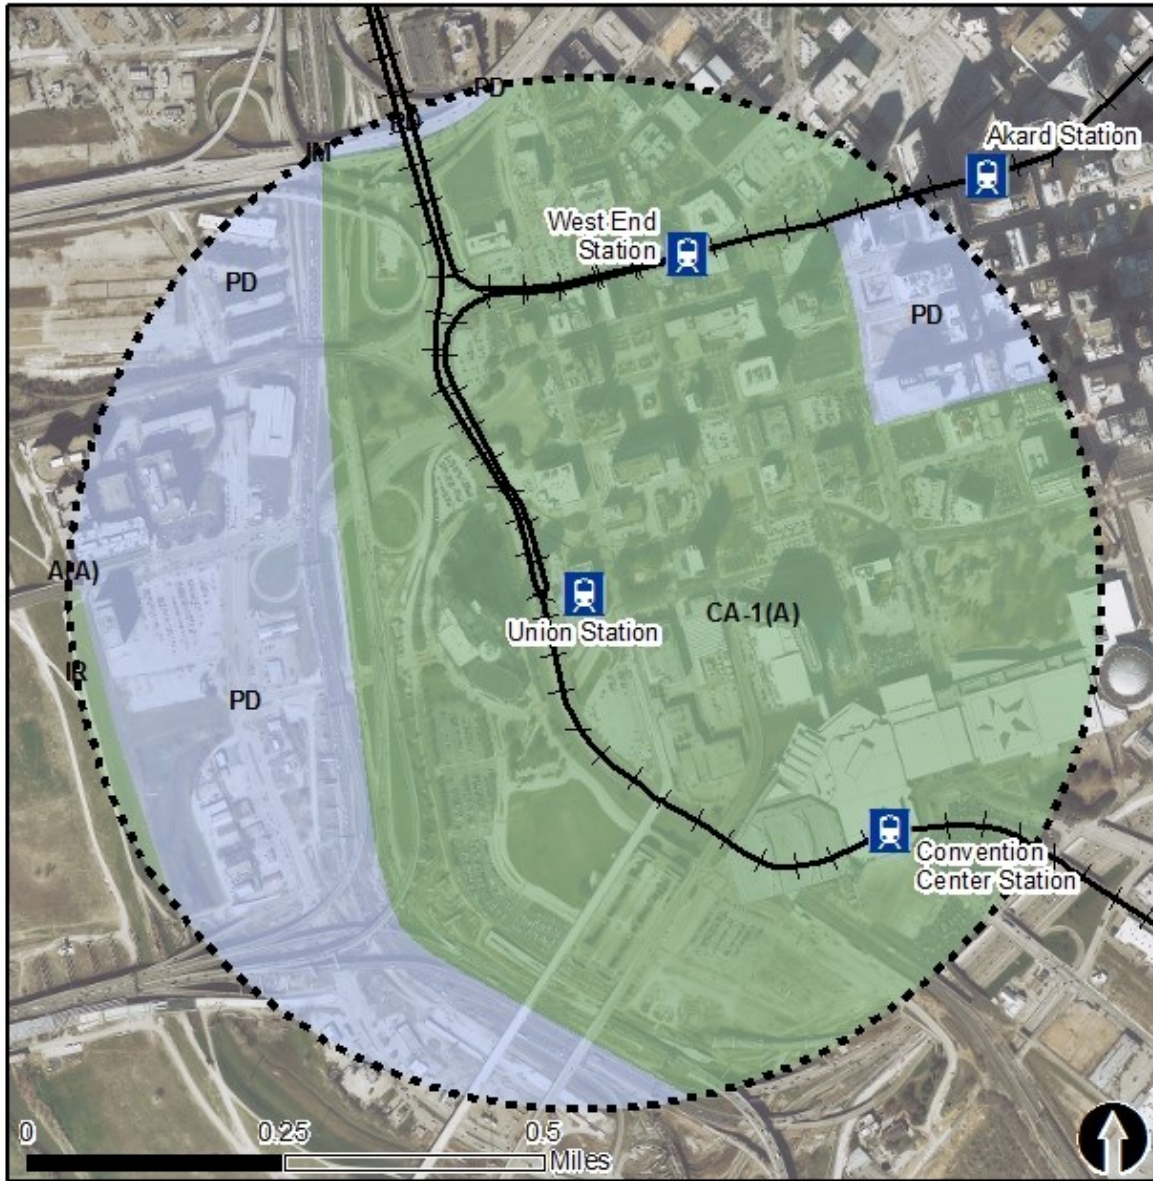 PD
IM
Akard Station
West End
Station
PD
PD
A(A)
CA-1(A)
Union Station
IR
PD
Convention
Center Station
0
0.25
0.5
Miles